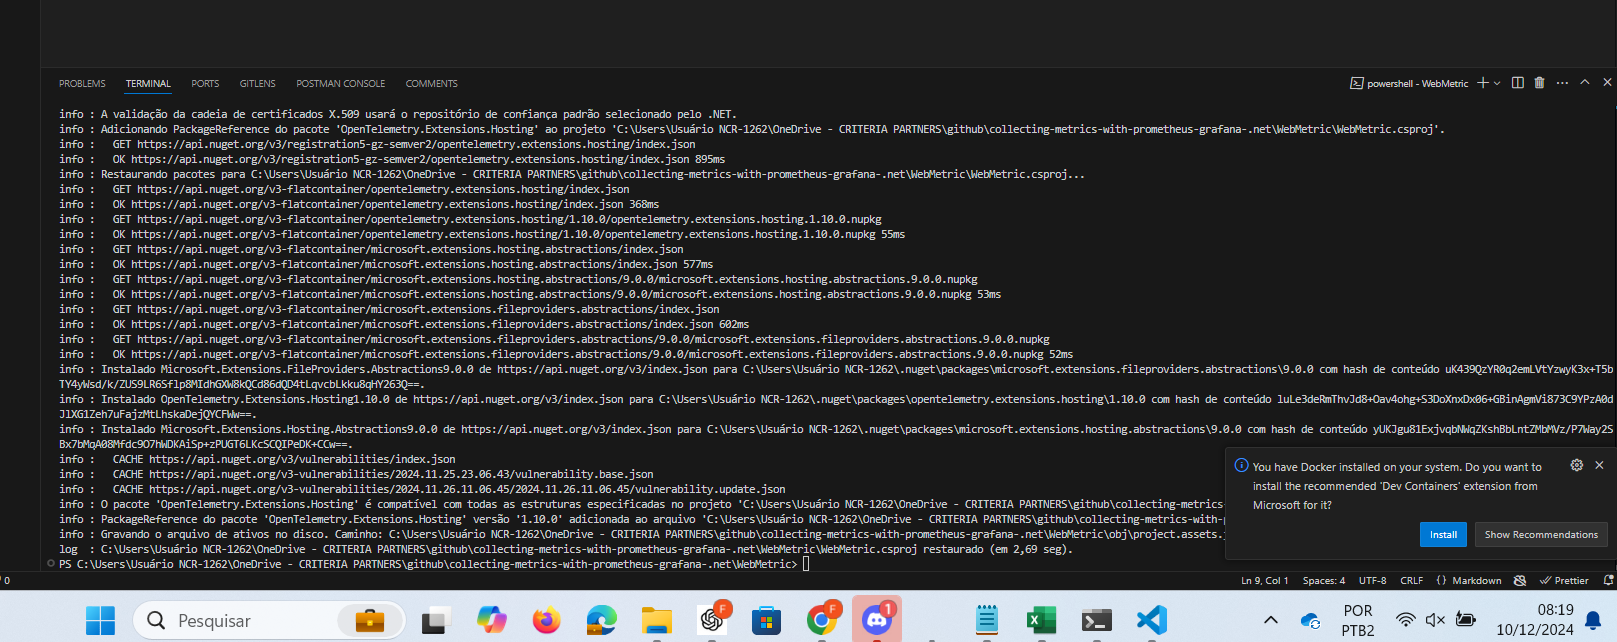 PROBLEMS TERMINAL PORTS GITLENS POSTMAN CONSOLE COMMENTS powershell - WebMetric
info : A validação da cadeia de certificados X.509 usará o repositório de confiança padrão selecionado pelo .NET.
info : Adicionando PackageReference do pacote 'OpenTelemetry.Extensions.Hosting' ao projeto 'C:\Users\Usuário NCR-1262\OneDrive - CRITERIA PARTNERS\github\collecting-metrics-with-prometheus-grafana-.net\WebMetric\WebMetric.csproj'.
info :   GET https://api.nuget.org/v3/registration5-gz-semver2/opentelemetry.extensions.hosting/index.json
info :   OK https://api.nuget.org/v3/registration5-gz-semver2/opentelemetry.extensions.hosting/index.json 895ms
info : Restaurando pacotes para C:\Users\Usuário NCR-1262\OneDrive - CRITERIA PARTNERS\github\collecting-metrics-with-prometheus-grafana-.net\WebMetric\WebMetric.csproj...
info :   GET https://api.nuget.org/v3-flatcontainer/opentelemetry.extensions.hosting/index.json
info :   OK https://api.nuget.org/v3-flatcontainer/opentelemetry.extensions.hosting/index.json 368ms
info :   GET https://api.nuget.org/v3-flatcontainer/opentelemetry.extensions.hosting/1.10.0/opentelemetry.extensions.hosting.1.10.0.nupkg
info :   OK https://api.nuget.org/v3-flatcontainer/opentelemetry.extensions.hosting/1.10.0/opentelemetry.extensions.hosting.1.10.0.nupkg 55ms
info :   GET https://api.nuget.org/v3-flatcontainer/microsoft.extensions.hosting.abstractions/index.json
info :   OK https://api.nuget.org/v3-flatcontainer/microsoft.extensions.hosting.abstractions/index.json 577ms
info :   GET https://api.nuget.org/v3-flatcontainer/microsoft.extensions.hosting.abstractions/9.0.0/microsoft.extensions.hosting.abstractions.9.0.0.nupkg
info :   OK https://api.nuget.org/v3-flatcontainer/microsoft.extensions.hosting.abstractions/9.0.0/microsoft.extensions.hosting.abstractions.9.0.0.nupkg 53ms
info :   GET https://api.nuget.org/v3-flatcontainer/microsoft.extensions.fileproviders.abstractions/index.json
info :   OK https://api.nuget.org/v3-flatcontainer/microsoft.extensions.fileproviders.abstractions/index.json 602ms
info :   GET https://api.nuget.org/v3-flatcontainer/microsoft.extensions.fileproviders.abstractions/9.0.0/microsoft.extensions.fileproviders.abstractions.9.0.0.nupkg
info :   OK https://api.nuget.org/v3-flatcontainer/microsoft.extensions.fileproviders.abstractions/9.0.0/microsoft.extensions.fileproviders.abstractions.9.0.0.nupkg 52ms
info : Instalado Microsoft.Extensions.FileProviders.Abstractions9.0.0 de https://api.nuget.org/v3/index.json para C:\Users\Usuário NCR-1262\.nuget\packages\microsoft.extensions.fileproviders.abstractions\9.0.0 com hash de conteúdo uK439QzYR0q2emLVtYzwyK3x+T5b
TY4yWsd/k/ZUS9LR6Sflp8MIdhGXW8kQCd86dQD4tLqvcbLkku8qHY263Q==.
info : Instalado OpenTelemetry.Extensions.Hosting1.10.0 de https://api.nuget.org/v3/index.json para C:\Users\Usuário NCR-1262\.nuget\packages\opentelemetry.extensions.hosting\1.10.0 com hash de conteúdo 1uLe3deRmThvJd8+Oav4ohg+S3DoXnxDx06+GBinAgmVi873C9YPzA0d
JlXG1Zeh7uFajzMtLhskaDejQYCFWw==.
info : Instalado Microsoft.Extensions.Hosting.Abstractions9.0.0 de https://api.nuget.org/v3/index.json para C:\Users\Usuário NCR-1262\.nuget\packages\microsoft.extensions.hosting.abstractions\9.0.0 com hash de conteúdo yUKJgu81ExjvqbNWqZKshBbLntZMbMVz/P7Way2S
Bx7bMqA08Mfdc9O7hWDKAiSp+zPUGT6LKcSCQIPeDK+CCw==.
info :   CACHE https://api.nuget.org/v3/vulnerabilities/index.json
info :   CACHE https://api.nuget.org/v3-vulnerabilities/2024.11.25.23.06.43/vulnerability.base.json
info :   CACHE https://api.nuget.org/v3-vulnerabilities/2024.11.26.11.06.45/2024.11.26.11.06.45/vulnerability.update.json
info : O pacote 'OpenTelemetry.Extensions.Hosting' é compatível com todas as estruturas especificadas no projeto 'C:\Users\Usuário NCR-1262\OneDrive - CRITERIA PARTNERS\github\collecting-metrics
info : PackageReference do pacote 'OpenTelemetry.Extensions.Hosting' versão '1.10.0' adicionada ao arquivo 'C:\Users\Usuário NCR-1262\OneDrive - CRITERIA PARTNERS\github\collecting-metrics-with-p
info : Gravando o arquivo de ativos no disco. Caminho: C:\Users\Usuário NCR-1262\OneDrive - CRITERIA PARTNERS\github\collecting-metrics-with-prometheus-grafana-.net\WebMetric\obj\project.assets.j
log  : C:\Users\Usuário NCR-1262\OneDrive - CRITERIA PARTNERS\github\collecting-metrics-with-prometheus-grafana-.net\WebMetric\WebMetric.csproj restaurado (em 2,69 seg).
PS C:\Users\Usuário NCR-1262\OneDrive - CRITERIA PARTNERS\github\collecting-metrics-with-prometheus-grafana-.net\WebMetric>
You have Docker installed on your system. Do you want to
install the recommended 'Dev Containers' extension from
Microsoft for it?
Install Show Recommendations
0 Ln 9, Col 1 Spaces: 4 UTF-8 CRLF {} Markdown Prettier
Pesquisar
F F 1
POR
PTB2
08:19
10/12/2024